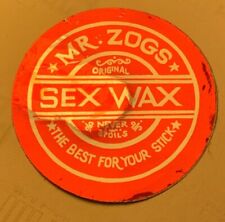 MR. ZOGS
ORIGINAL
SEX WAX
NEVER
SPOILS
THE BEST FOR YOUR STICK